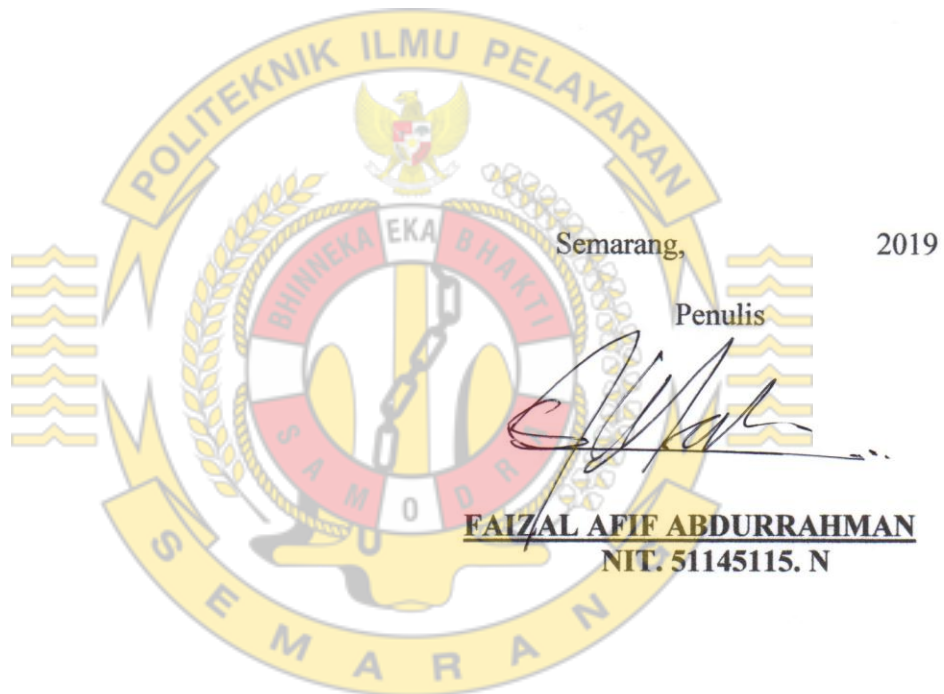 POLITEKNIK ILMU PELAYARAN
BHINNEKA EKA BHAKTI
Semarang, 2019
Penulis
SAMODRA
FAIZAL AFIF ABDURRAHMAN
NIT. 51145115. N
SEMARANG